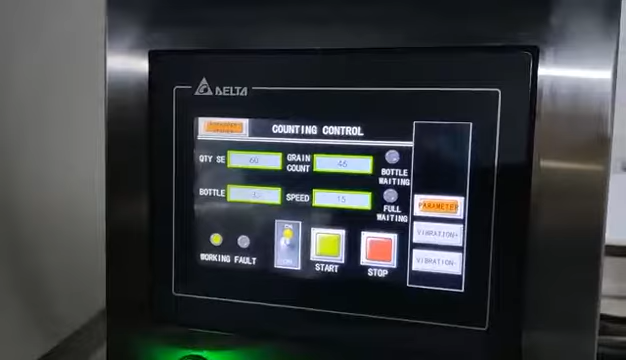 DELTA
COUNTING CONTROL
QTY SE 60 GRAIN COUNT 46
BOTTLE WAITING
BOTTLE SPEED 15
FULL WAITING
PARAMETER
VIBRATION+
VIBRATION-
WORKING FAULT
START
STOP